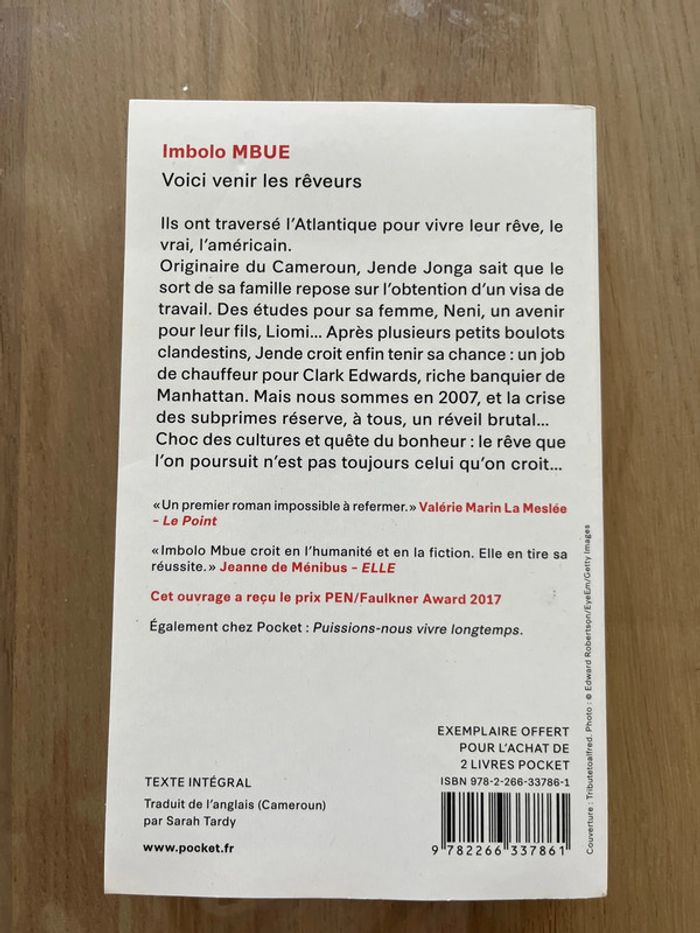 Imbolo MBUE
Voici venir les rêveurs
Ils ont traversé l'Atlantique pour vivre leur rêve, le
vrai, l'américain.
Originaire du Cameroun, Jende Jonga sait que le
sort de sa famille repose sur l'obtention d'un visa de
travail. Des études pour sa femme, Neni, un avenir
pour leur fils, Liomi... Après plusieurs petits boulots
clandestins, Jende croit enfin tenir sa chance : un job
de chauffeur pour Clark Edwards, riche banquier de
Manhattan. Mais nous sommes en 2007, et la crise
des subprimes réserve, à tous, un réveil brutal...
Choc des cultures et quête du bonheur : le rêve que
l'on poursuit n'est pas toujours celui qu'on croit...
« Un premier roman impossible à refermer. » Valérie Marin La Meslée
- Le Point
« Imbolo Mbue croit en l'humanité et en la fiction. Elle en tire sa
réussite. » Jeanne de Ménibus - ELLE
Cet ouvrage a reçu le prix PEN/Faulkner Award 2017
Également chez Pocket : Puissions-nous vivre longtemps.
TEXTE INTÉGRAL
Traduit de l'anglais (Cameroun)
par Sarah Tardy
www.pocket.fr
EXEMPLAIRE OFFERT
POUR L'ACHAT DE
2 LIVRES POCKET
ISBN 978-2-266-33786-1
9 782266 337861
Couverture : Tributetoalfred. Photo : © Edward Robertson/EyeEm/Getty Images